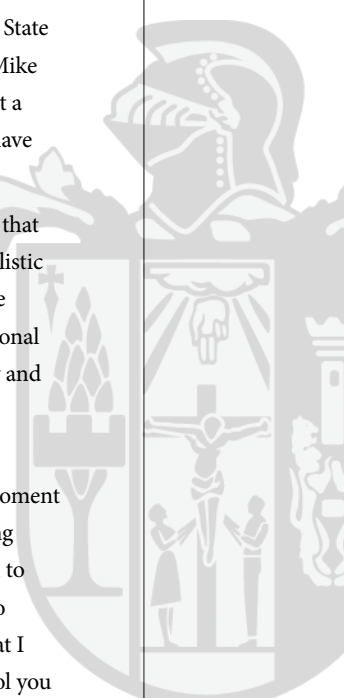 State
Mike
t a
ave
that
listic
e
onal
and
oment
ng
to
o
at I
ol you